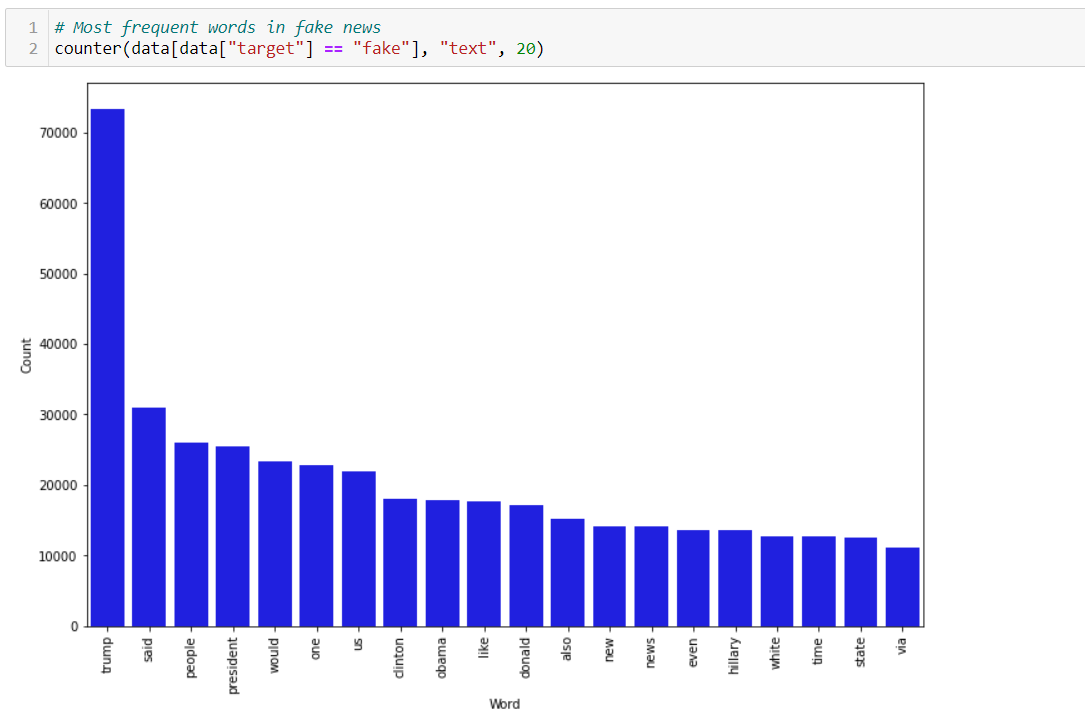 1 # Most frequent words in fake news
2 counter(data[data["target"] == "fake"], "text", 20)
70000
60000
50000
40000
30000
20000
10000
0
Count
trump said people president would one us clinton obama like donald also new news even hillary white time state via
Word